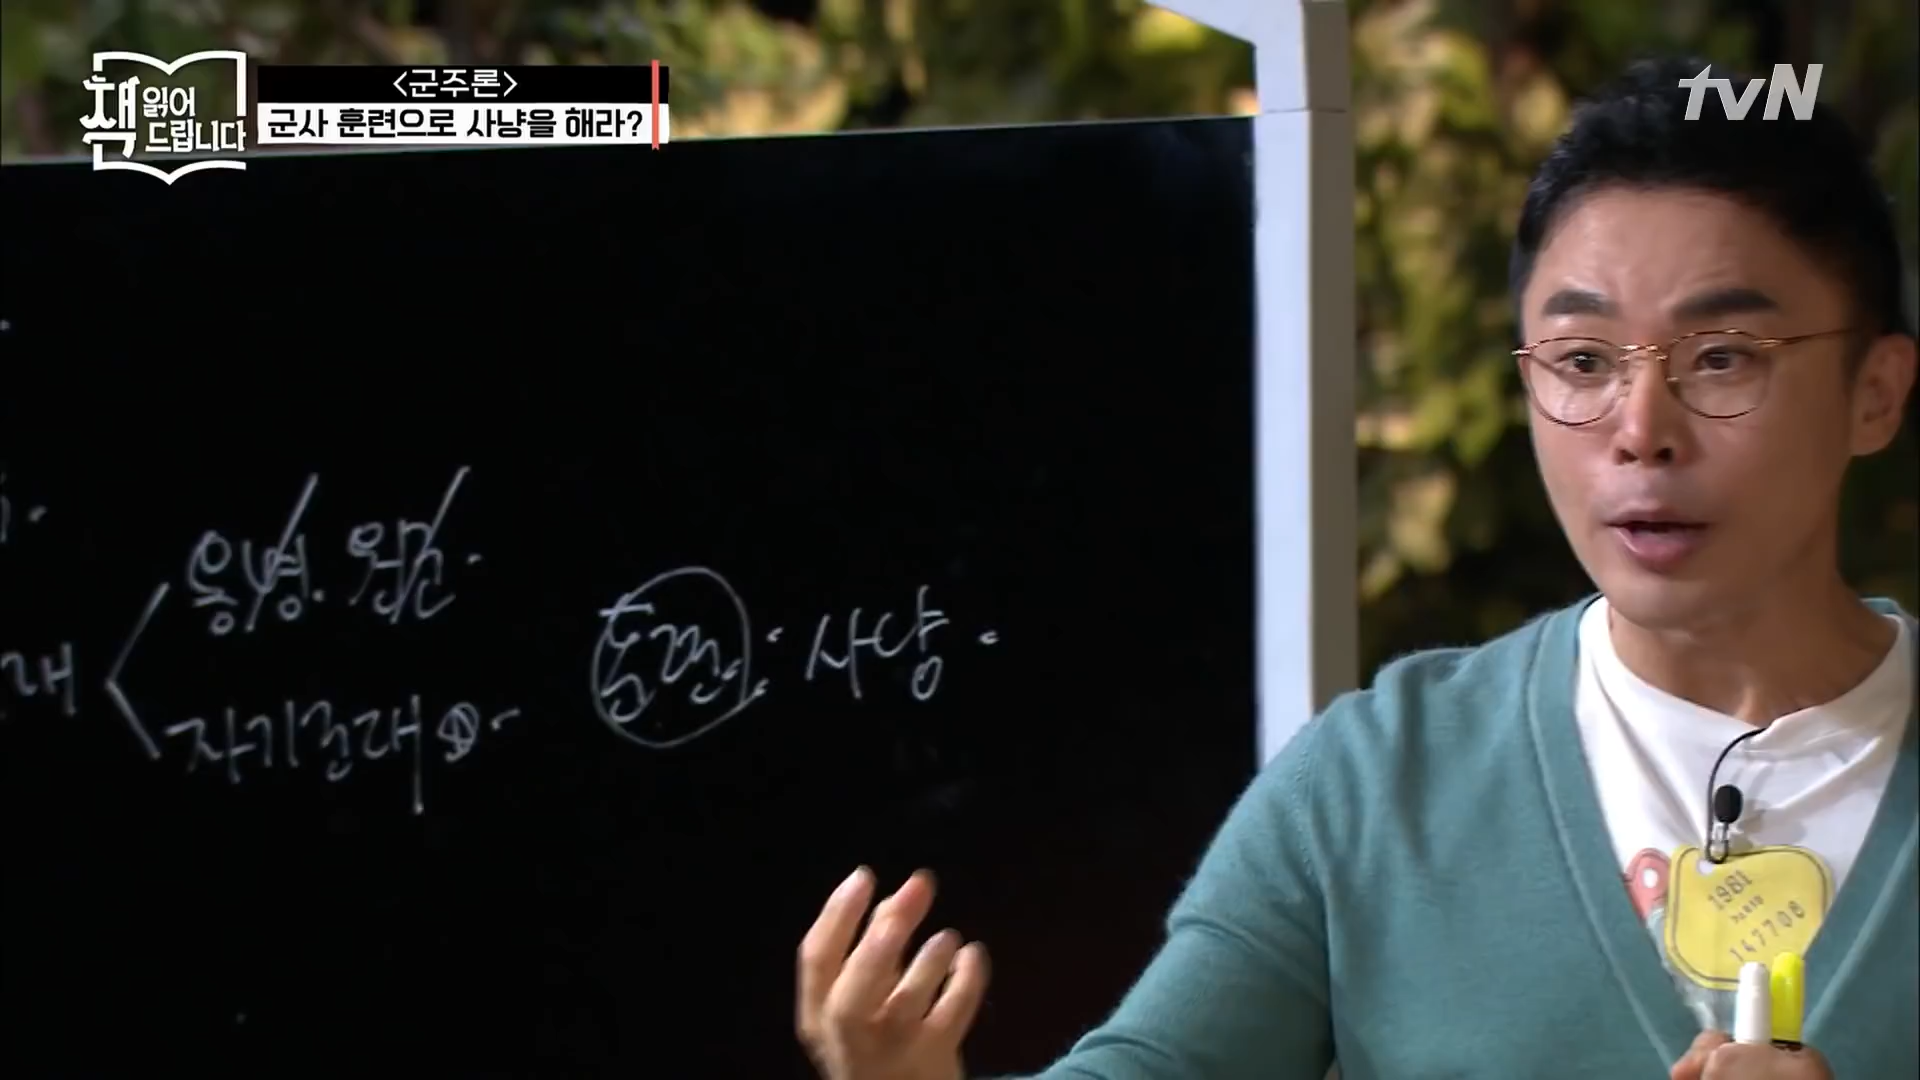 책 읽어
드립니다
<군주론>
군사 훈련으로 사냥을 해라?
tvN
용병. 원군.
자기군대
훈련
사냥.
1981
147708